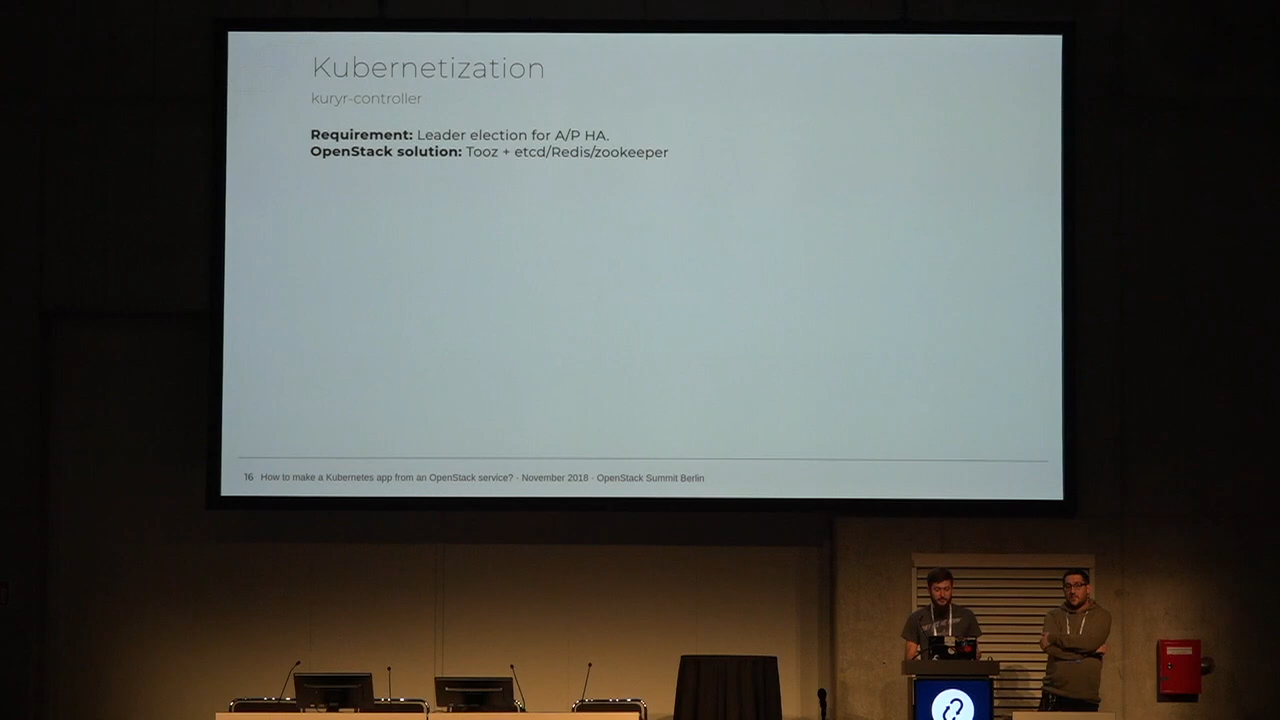 Kubernetization
kuryr-controller
Requirement: Leader election for A/P HA.
OpenStack solution: Tooz + etcd/Redis/zookeeper
16 How to make a Kubernetes app from an OpenStack service? · November 2018 · OpenStack Summit Berlin